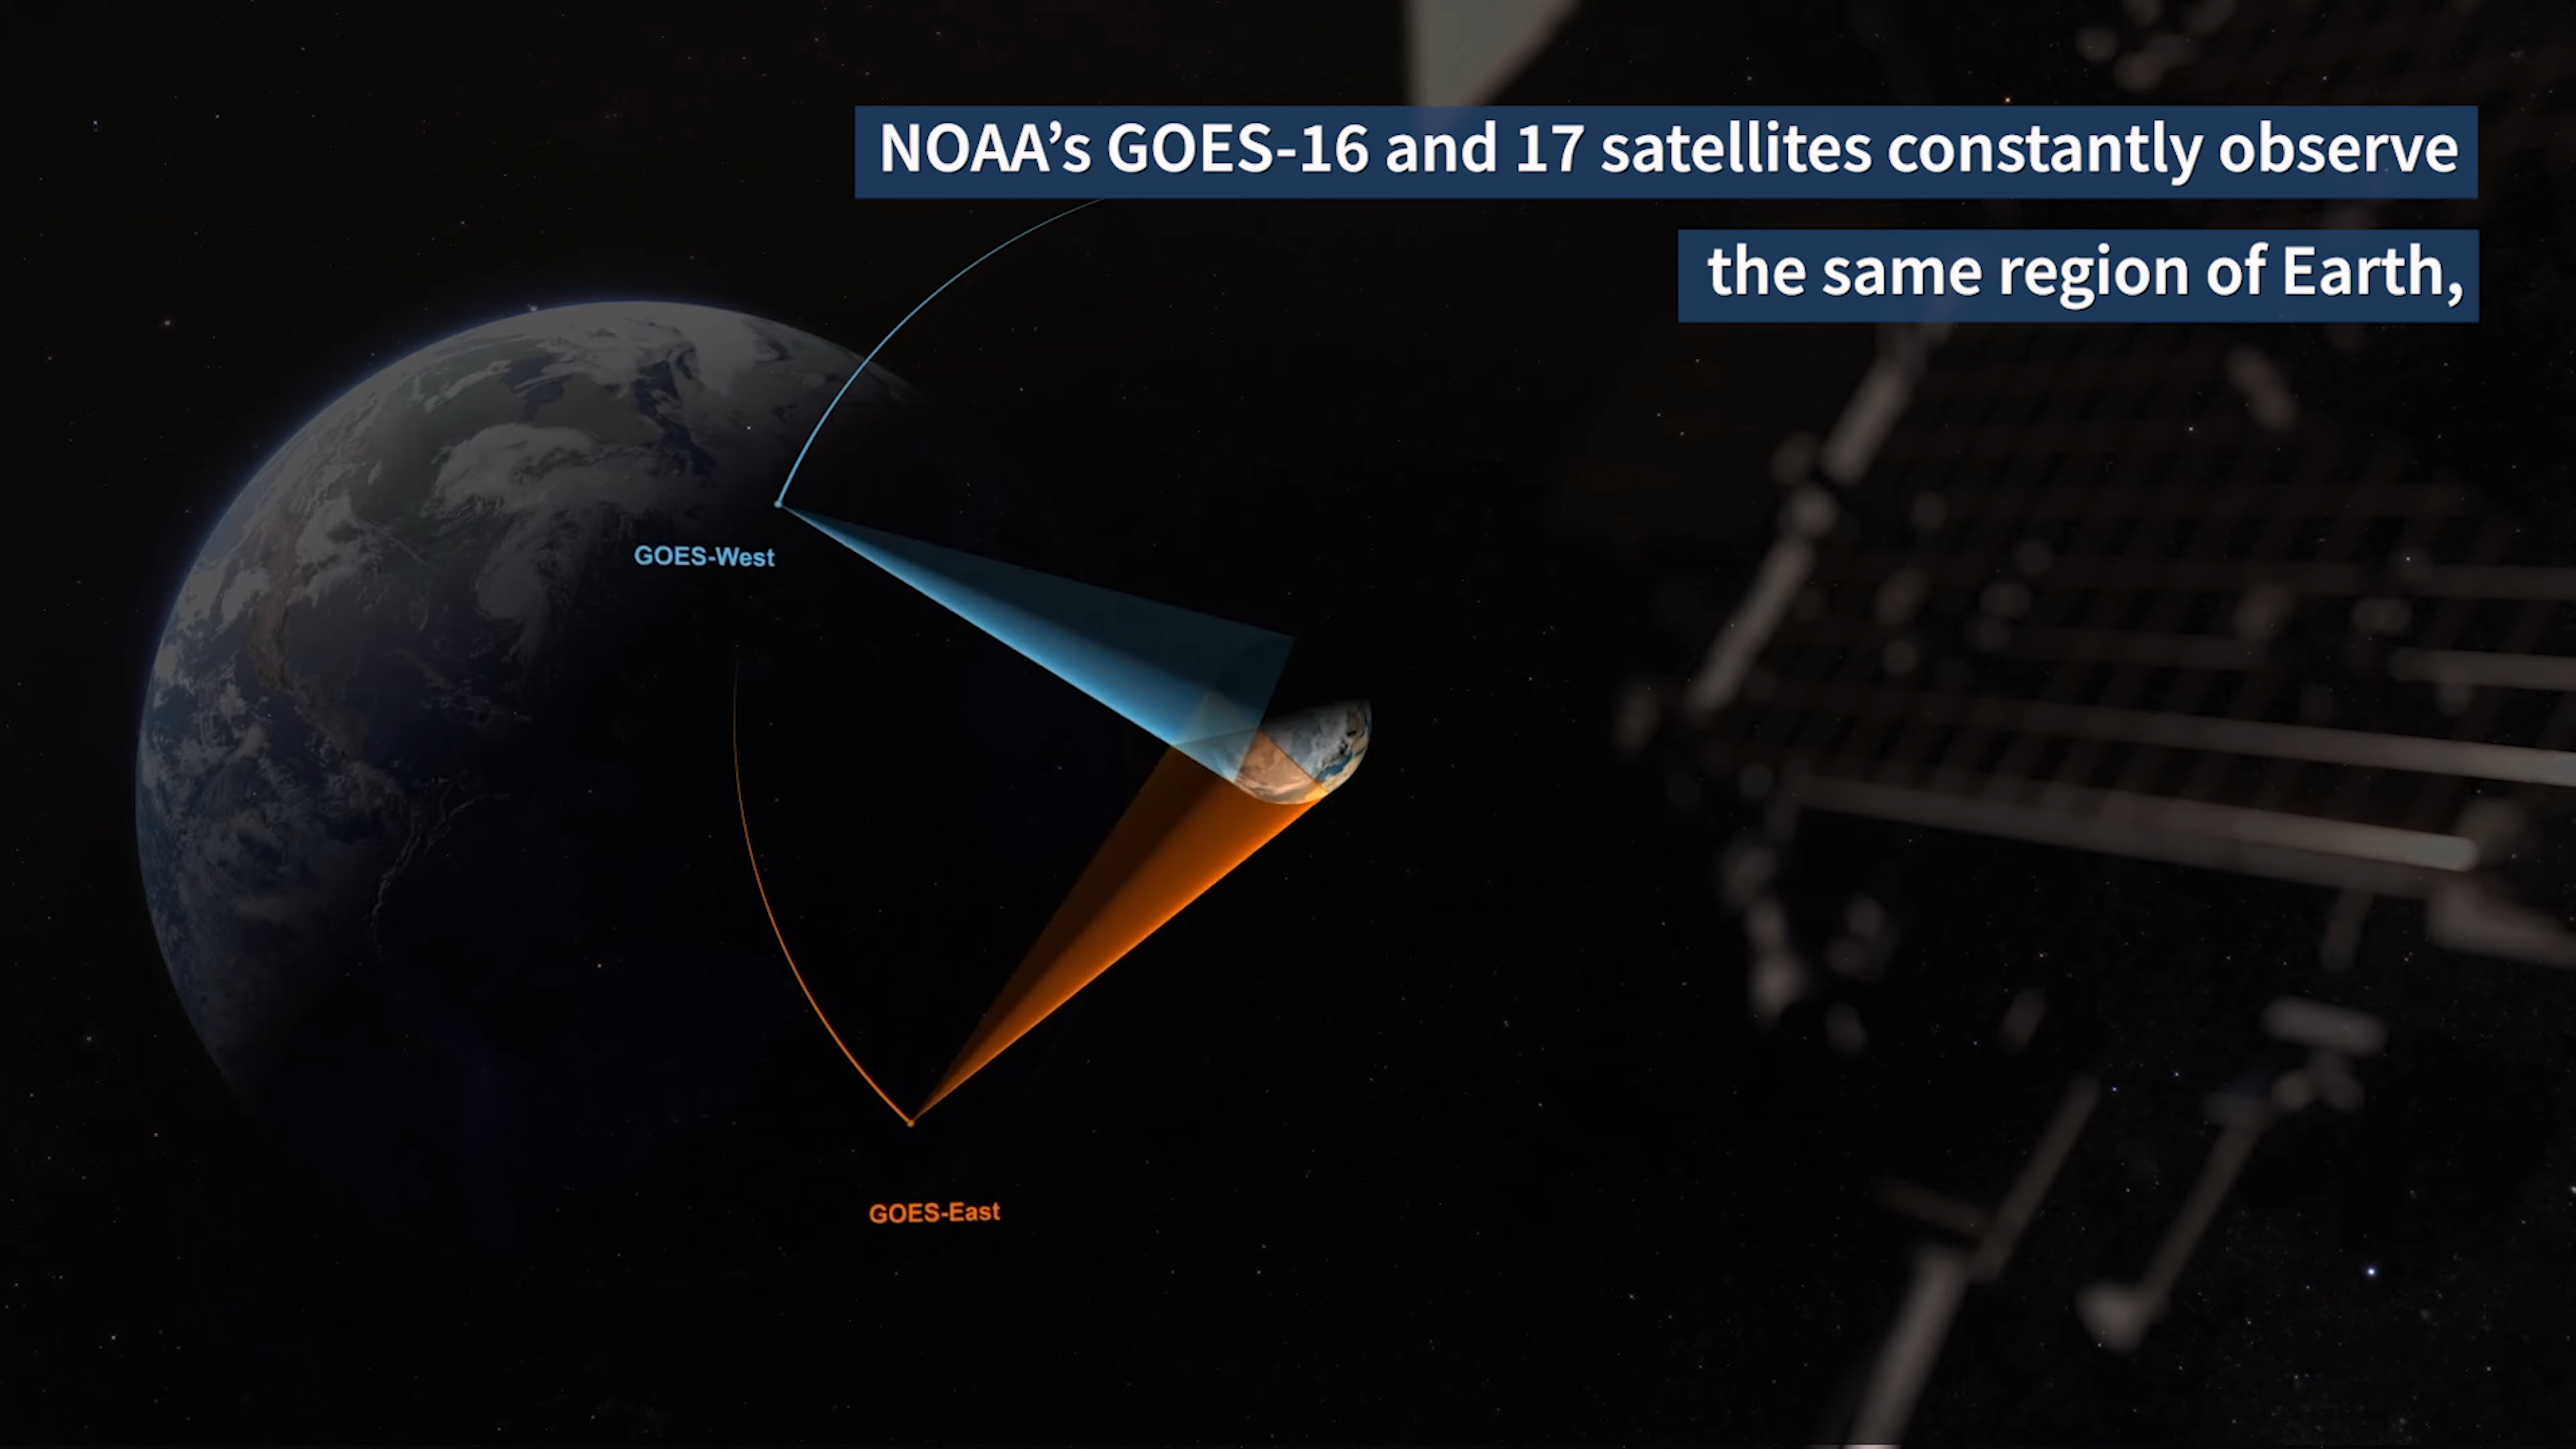 NOAA’s GOES-16 and 17 satellites constantly observe
the same region of Earth,
GOES-West
GOES-East